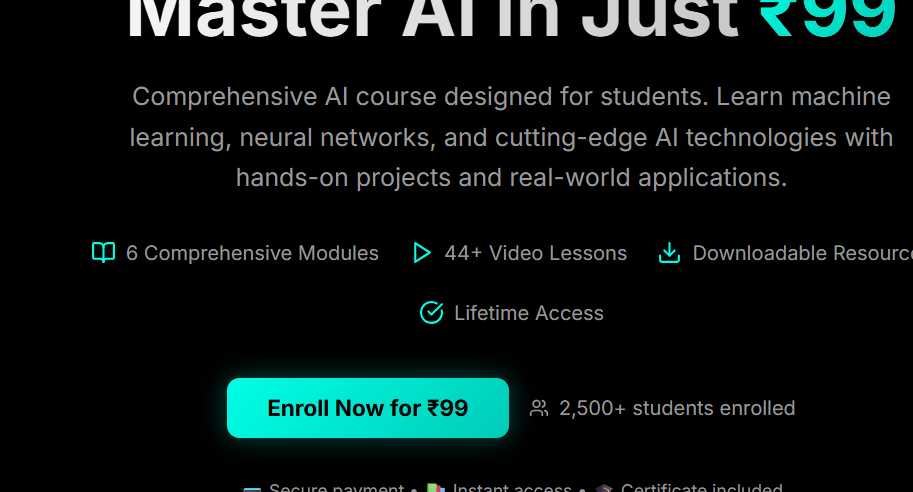 Master AI in Just ₹99
Comprehensive AI course designed for students. Learn machine
learning, neural networks, and cutting-edge AI technologies with
hands-on projects and real-world applications.
6 Comprehensive Modules 44+ Video Lessons Downloadable Resourc
Lifetime Access
Enroll Now for ₹99 2,500+ students enrolled
Secure payment • Instant access • Certificate included